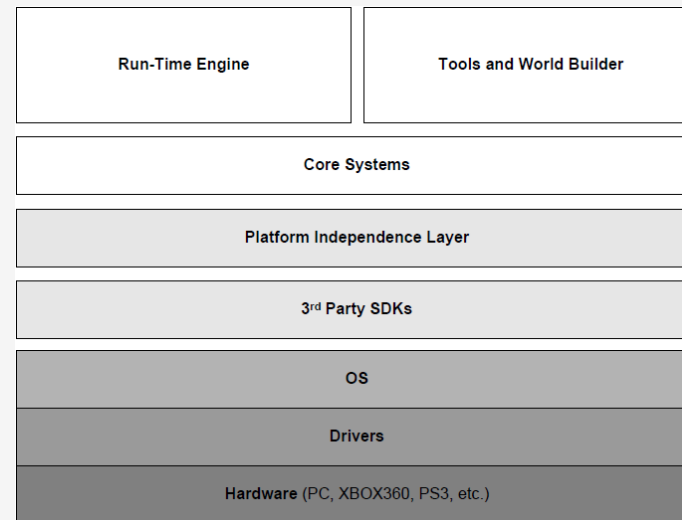 Run-Time Engine
Tools and World Builder
Core Systems
Platform Independence Layer
3rd Party SDKs
OS
Drivers
Hardware (PC, XBOX360, PS3, etc.)